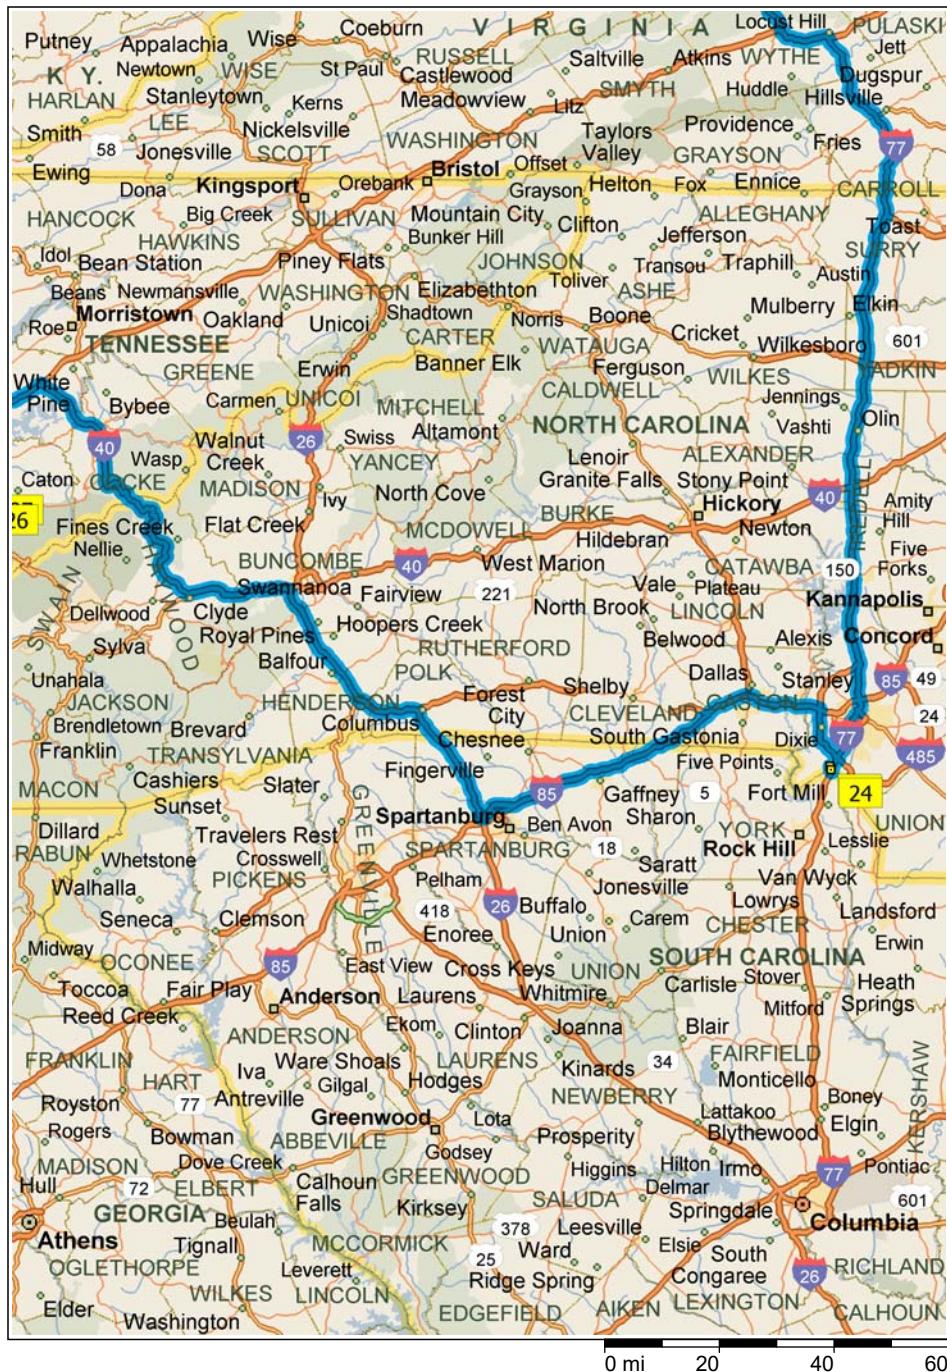 VIRGINIA
Locust Hill
PULASKI
Coeburn
Putney
Appalachia
Wise
RUSSELL
Saltville
Atkins
WYTHE
Jett
KY.
Newtown
WISE
St Paul
Castlewood
Dugspur
HARLAN
Stanleytown
Kerns
Meadowview
Litz
SMYTH
Huddle
Hillsville
Smith
LEE
Nickelsville
WASHINGTON
Taylors
Valley
Providence
Fries
77
58
Jonesville
SCOTT
Ewing
Bristol
Offset
GRAYSON
Dona
Kingsport
Orebank
Grayson
Helton
Fox
Ennice
CARROLL
HANCOCK
Big Creek
SULLIVAN
Mountain City
Clifton
ALLEGHANY
Toast
HAWKINS
Bunker Hill
Jefferson
SURRY
Idol
Bean Station
Piney Flats
JOHNSON
Transou
Traphill
Austin
Beans
Newmansville
WASHINGTON
Elizabethton
Toliver
ASHE
Morristown
Shadtown
Mulberry
Elkin
Roe
Oakland
Unicoi
Norris
Boone
Cricket
601
TENNESSEE
CARTER
WATAUGA
Wilkesboro
GREENE
Erwin
Banner Elk
Ferguson
YADKIN
White
Pine
Bybee
Carmen
UNICOI
MITCHELL
CALDWELL
WILKES
Jennings
Altamont
NORTH CAROLINA
Vashti
Olin
40
Walnut
Creek
26
Swiss
Lenoir
ALEXANDER
Wasp
YANCEY
Caton
COCKE
MADISON
North Cove
Granite Falls
Stony Point
IREDELL
26
Ivy
Hickory
40
Amity
Hill
Fines Creek
Flat Creek
MCDOWELL
BURKE
Newton
Nellie
HAYWOOD
BUNCOMBE
40
West Marion
Hildebran
CATAWBA
150
Five
Forks
SWAIN
Swannanoa
Fairview
221
Vale
Plateau
Kannapolis
Dellwood
Clyde
North Brook
LINCOLN
Hoopers Creek
Royal Pines
Belwood
Alexis
Concord
Sylva
Balfour
RUTHERFORD
POLK
Dallas
Unahala
Stanley
85
49
JACKSON
HENDERSON
Forest
City
Shelby
GASTON
Brendletown
Brevard
Columbus
CLEVELAND
24
Franklin
TRANSYLVANIA
Chesnee
South Gastonia
Dixie
77
485
Cashiers
Fingerville
Five Points
MACON
Slater
85
Sunset
Gaffney
5
Fort Mill
24
Dillard
Travelers Rest
GREENVILLE
Spartanburg
Ben Avon
Sharon
UNION
RABUN
Whetstone
Crosswell
SPARTANBURG
18
YORK
Rock Hill
Lesslie
Walhalla
PICKENS
Pelham
Saratt
Van Wyck
26
Jonesville
Seneca
Clemson
418
Buffalo
Lowrys
Landsford
Carem
CHESTER
Midway
Enoree
Union
Erwin
OCONEE
85
East View
Cross Keys
UNION
SOUTH CAROLINA
Toccoa
Fair Play
Anderson
Laurens
Whitmire
Carlisle
Stover
Heath
Springs
Reed Creek
Mitford
Ekom
ANDERSON
Clinton
Joanna
Blair
FRANKLIN
Ware Shoals
LAURENS
34
FAIRFIELD
KERSHAW
Iva
Gilgal
Hodges
Kinards
Monticello
HART
Antreville
NEWBERRY
Royston
77
Greenwood
Lota
Lattakoo
Boney
Rogers
Bowman
ABBEVILLE
Prosperity
Blythewood
Elgin
Godsey
MADISON
Dove Creek
GREENWOOD
Higgins
Hilton
Irmo
77
Pontiac
Hull
72
ELBERT
Calhoun
Falls
SALUDA
Delmar
601
GEORGIA
Kirksey
Springdale
Columbia
Beulah
378
Leesville
Athens
Tignall
MCCORMICK
25
Ward
Elsie
South
Congaree
26
RICHLAND
OGLETHORPE
Leverett
Ridge Spring
WILKES
LINCOLN
AIKEN
LEXINGTON
Elder
Washington
EDGEFIELD
CALHOUN
0 mi 20 40 60